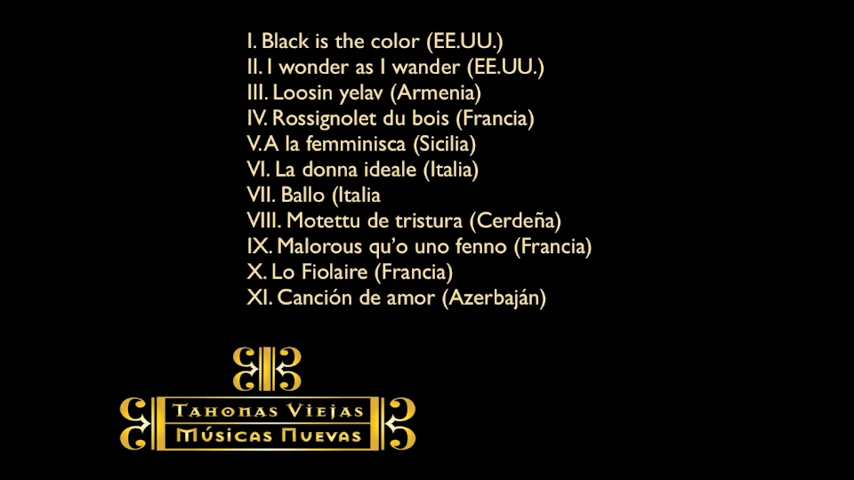 I. Black is the color (EE.UU.)
II. I wonder as I wander (EE.UU.)
III. Loosin yelav (Armenia)
IV. Rossignolet du bois (Francia)
V. A la femminisca (Sicilia)
VI. La donna ideale (Italia)
VII. Ballo (Italia
VIII. Motettu de tristura (Cerdeña)
IX. Malorous qu'o uno fenno (Francia)
X. Lo Fiolaire (Francia)
XI. Canción de amor (Azerbaján)
Tahonas Viejas
Músicas Nuevas